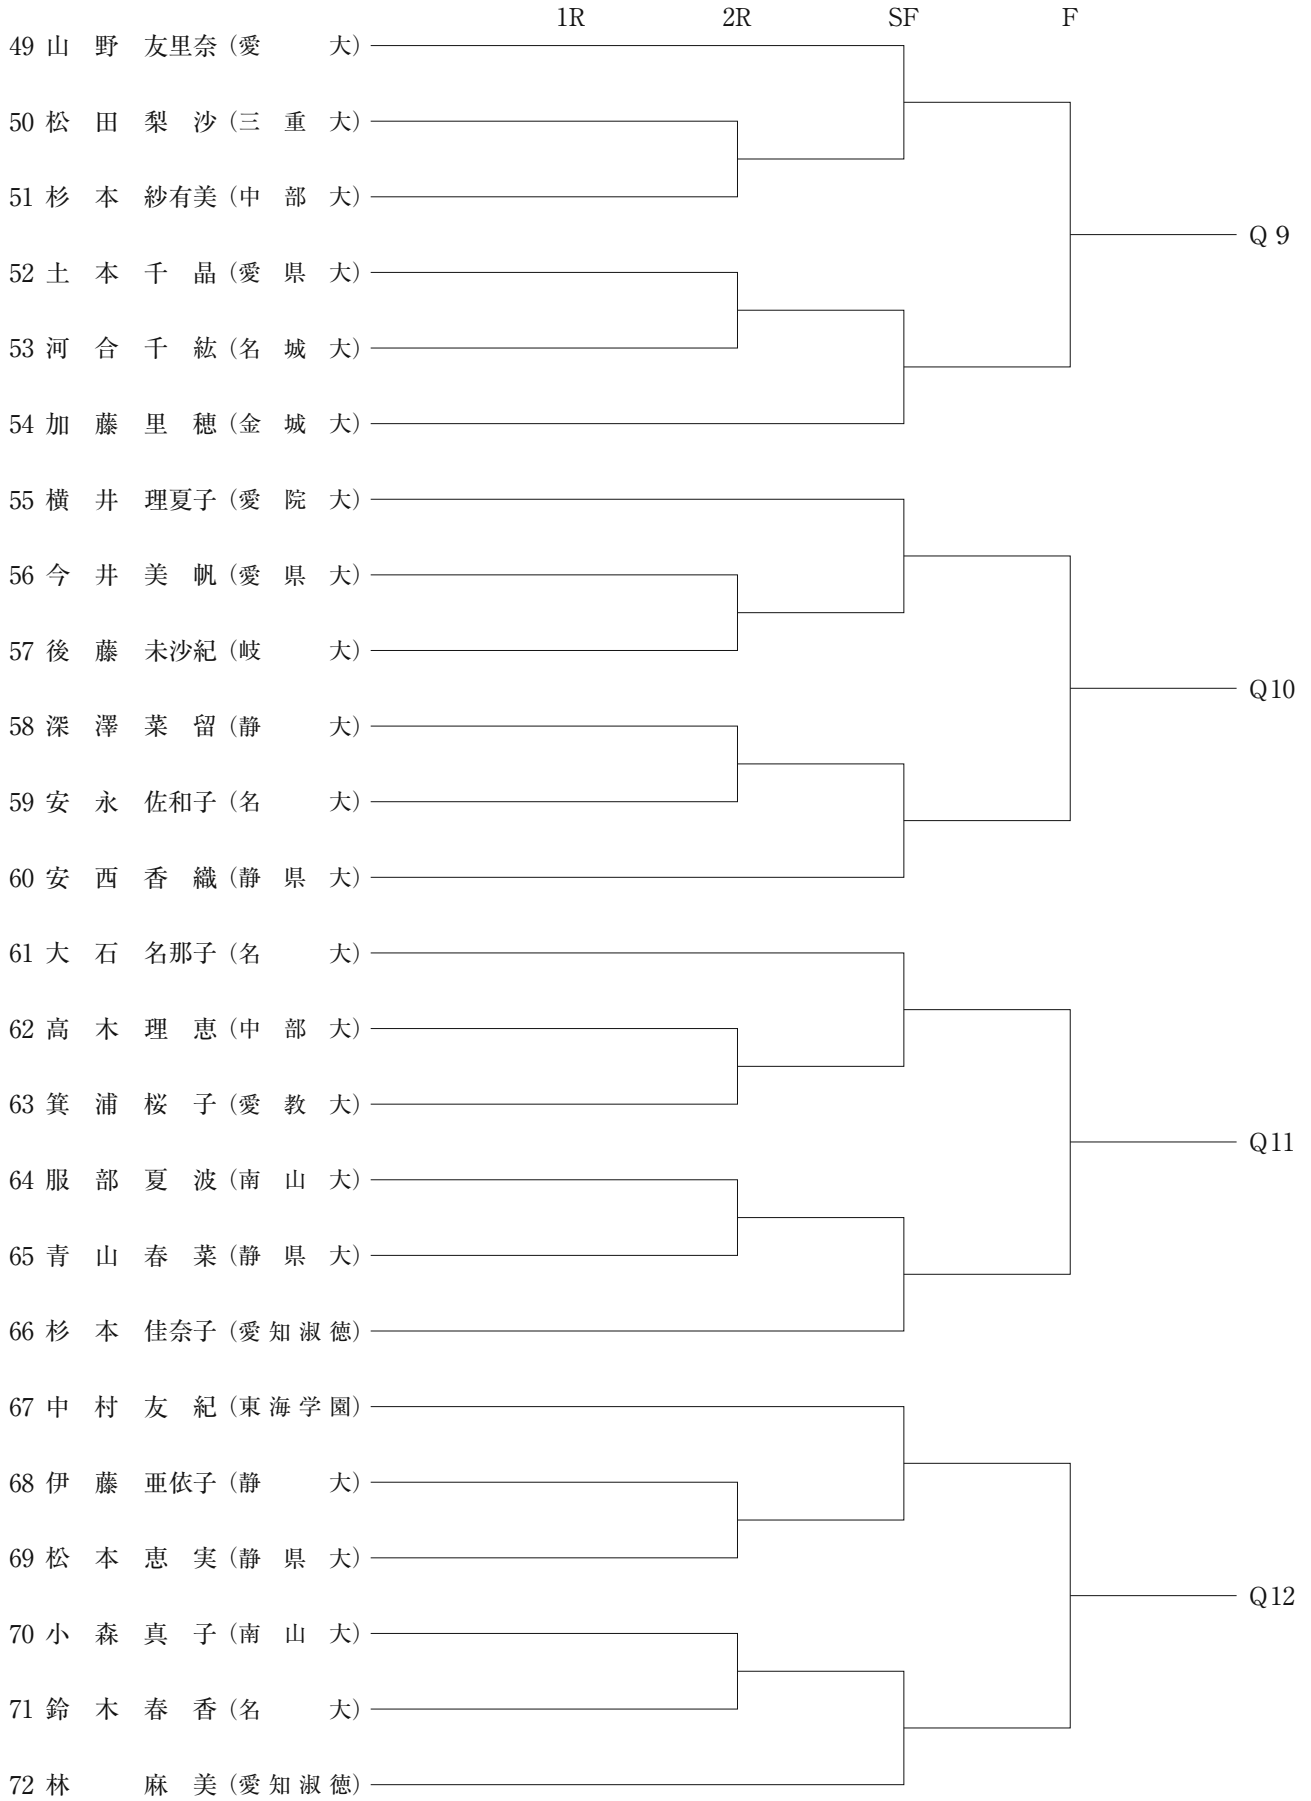 1R 2R SF F
49 山 野 友里奈 (愛 大)
50 松 田 梨 沙 (三 重 大)
51 杉 本 紗有美 (中 部 大)
Q 9
52 土 本 千 晶 (愛 県 大)
53 河 合 千 紘 (名 城 大)
54 加 藤 里 穂 (金 城 大)
55 横 井 理夏子 (愛 院 大)
56 今 井 美 帆 (愛 県 大)
57 後 藤 未沙紀 (岐 大)
Q10
58 深 澤 菜 留 (静 大)
59 安 永 佐和子 (名 大)
60 安 西 香 織 (静 県 大)
61 大 石 名那子 (名 大)
62 高 木 理 恵 (中 部 大)
63 箕 浦 桜 子 (愛 教 大)
Q11
64 服 部 夏 波 (南 山 大)
65 青 山 春 菜 (静 県 大)
66 杉 本 佳奈子 (愛 知 淑 徳)
67 中 村 友 紀 (東 海 学 園)
68 伊 藤 亜依子 (静 大)
69 松 本 恵 実 (静 県 大)
Q12
70 小 森 真 子 (南 山 大)
71 鈴 木 春 香 (名 大)
72 林 麻 美 (愛 知 淑 徳)